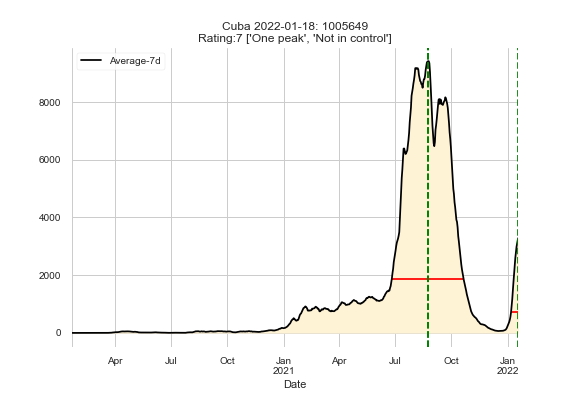 Cuba 2022-01-18: 1005649
Rating:7 ['One peak', 'Not in control']
Average-7d
8000
6000
4000
2000
0
Apr
Jul
Oct
Jan
2021
Apr
Jul
Oct
Jan
2022
Date